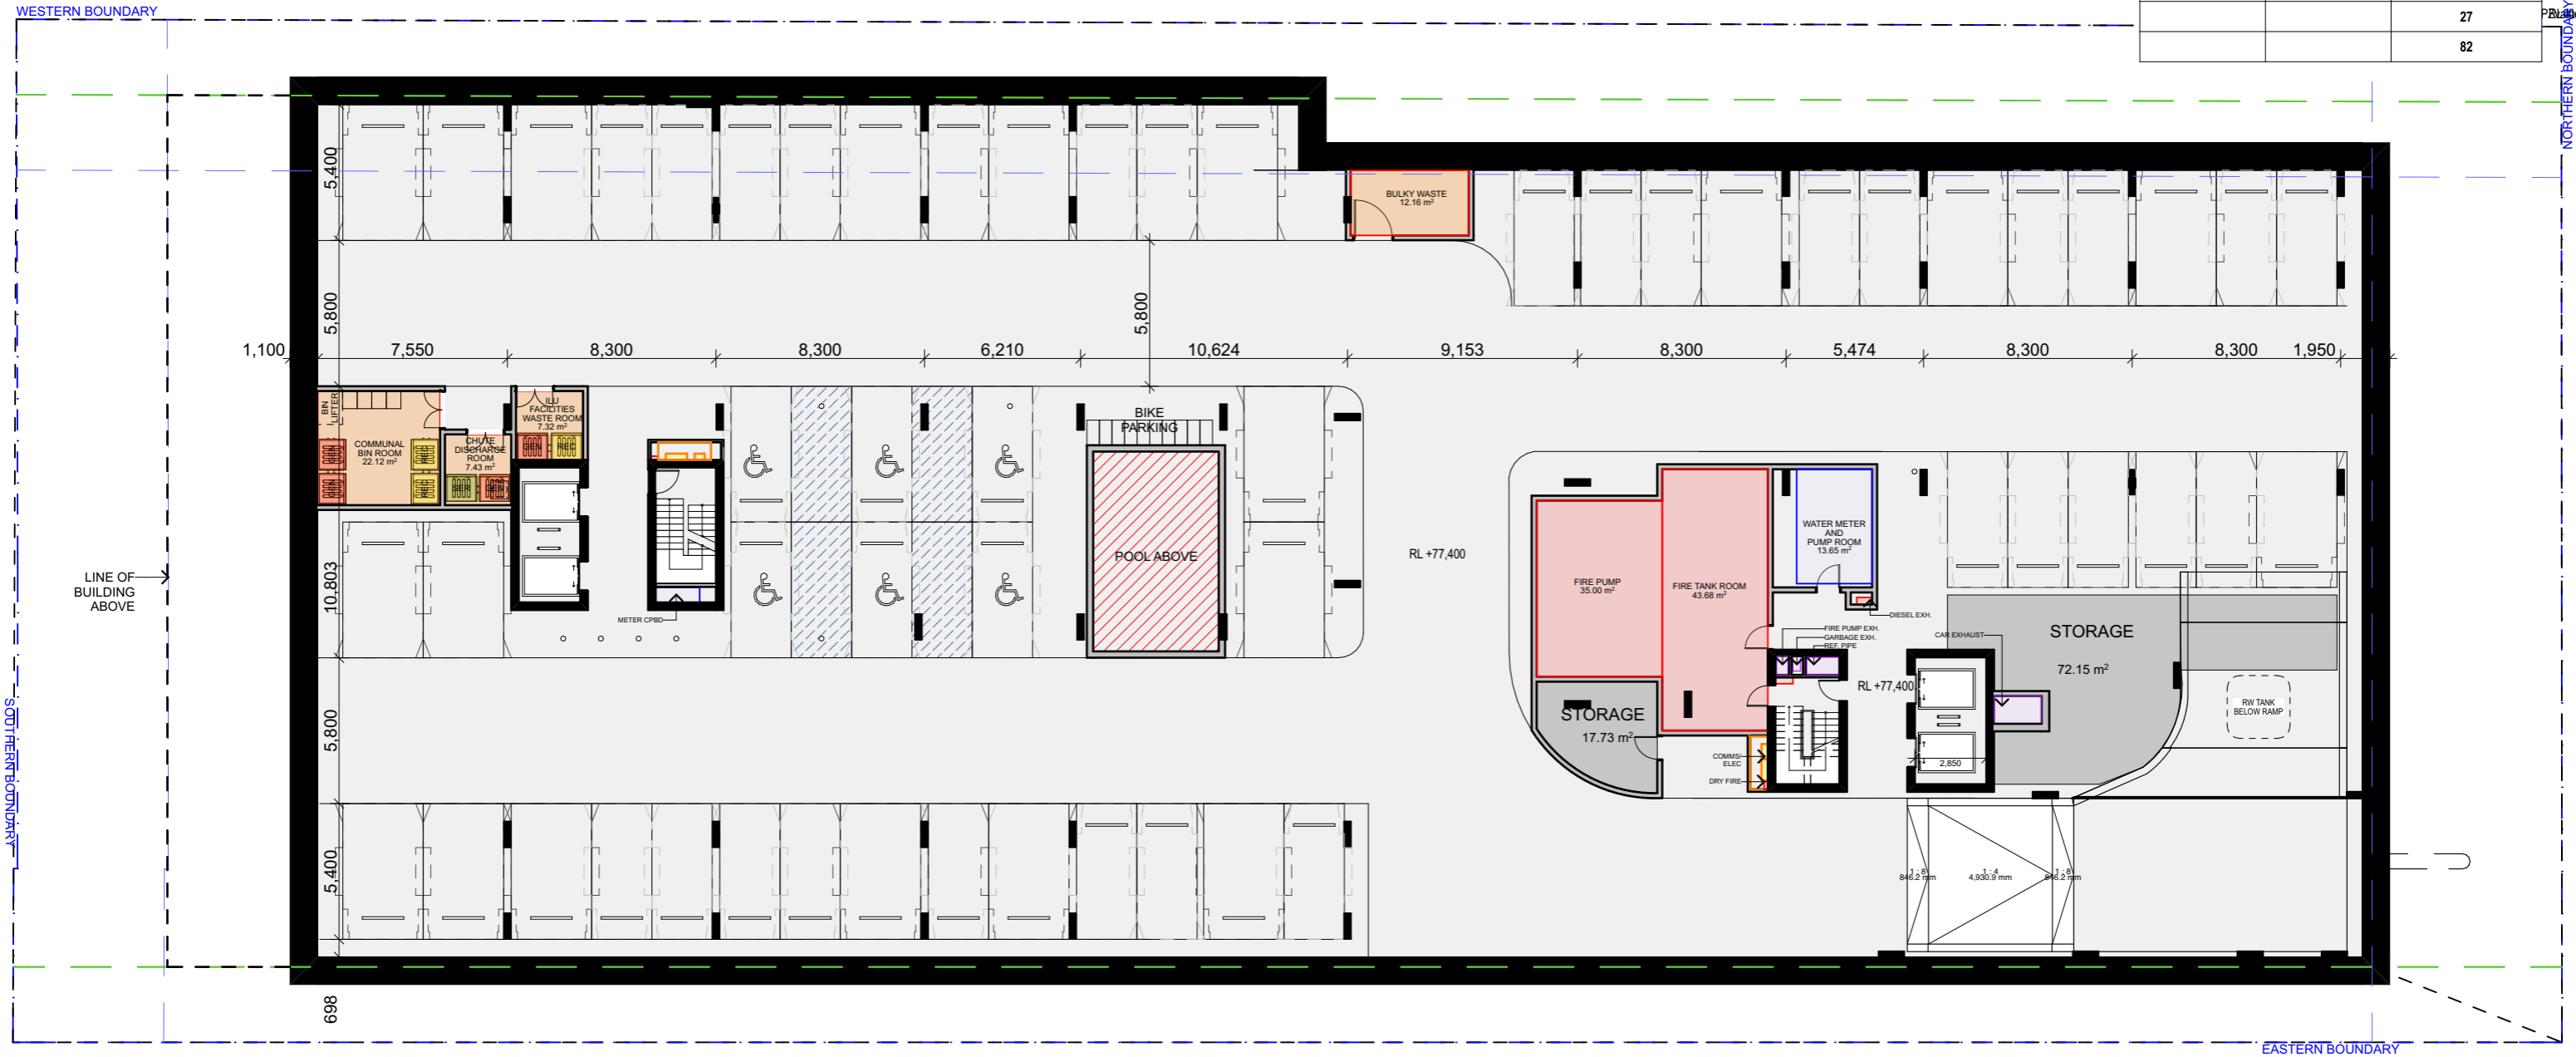 WESTERN BOUNDARY
27
82
NORTHERN BOUNDARY
5,400
BULKY WASTE
12.16 m²
5,800
5,800
1,100
7,550
8,300
8,300
6,210
10,624
9,153
8,300
5,474
8,300
8,300
1,950
BIN
LIFTER
COMMUNAL
BIN ROOM
22.12 m²
GEN
GEN
REC
REC
CHUTE
DISCHARGE
ROOM
7.43 m²
GEN
ILU
FACILITIES
WASTE ROOM
7.32 m²
GEN
REC
BIKE
PARKING
POOL ABOVE
RL +77,400
LINE OF
BUILDING
ABOVE
10,803
METER CPBD
FIRE PUMP
35.00 m²
FIRE TANK ROOM
43.68 m²
WATER METER
AND
PUMP ROOM
13.65 m²
DIESEL EXH.
FIRE PUMP EXH.
GARBAGE EXH.
REF. PIPE
CAR EXHAUST
STORAGE
72.15 m²
RL +77,400
RW TANK
BELOW RAMP
STORAGE
17.73 m²
COMMS/
ELEC
DRY FIRE
2,850
5,800
SOUTHERN BOUNDARY
5,400
1 : 8
846.2 mm
1 : 4
4,930.9 mm
1 : 8
846.2 mm
698
EASTERN BOUNDARY